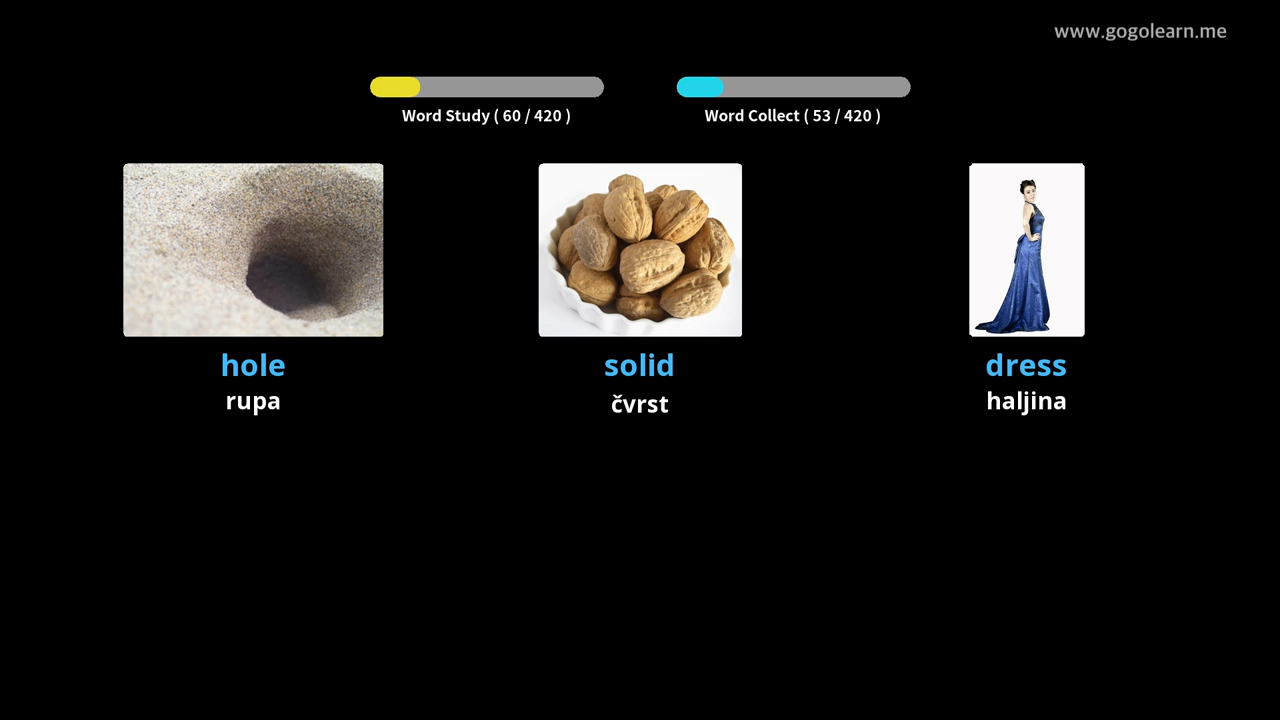 www.gogolearn.me
Word Study ( 60 / 420 )
Word Collect ( 53 / 420 )
hole
solid
dress
rupa
čvrst
haljina